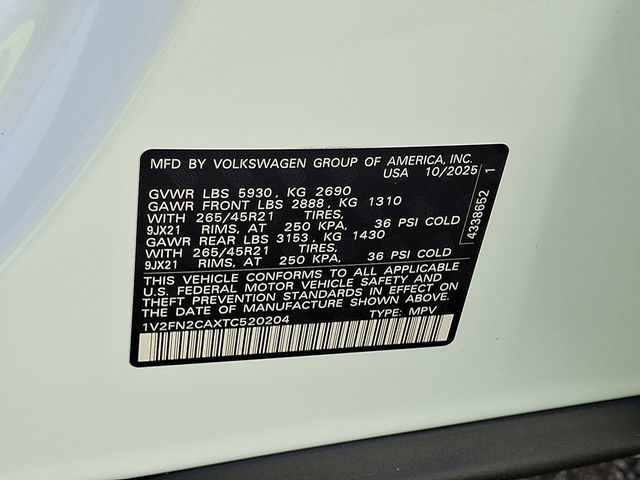 MFD BY VOLKSWAGEN GROUP OF AMERICA, INC.
USA 10/2025
GVWR LBS 5930, KG 2690
GAWR FRONT LBS 2888, KG 1310
WITH 265/45R21 TIRES,
9JX21 RIMS, AT 250 KPA, 36 PSI COLD
GAWR REAR LBS 3153, KG 1430
WITH 265/45R21 TIRES,
9JX21 RIMS, AT 250 KPA, 36 PSI COLD
THIS VEHICLE CONFORMS TO ALL APPLICABLE
U.S. FEDERAL MOTOR VEHICLE SAFETY AND
THEFT PREVENTION STANDARDS IN EFFECT ON
THE DATE OF MANUFACTURE SHOWN ABOVE.
1V2FN2CAXTC520204 TYPE: MPV
4338652 1